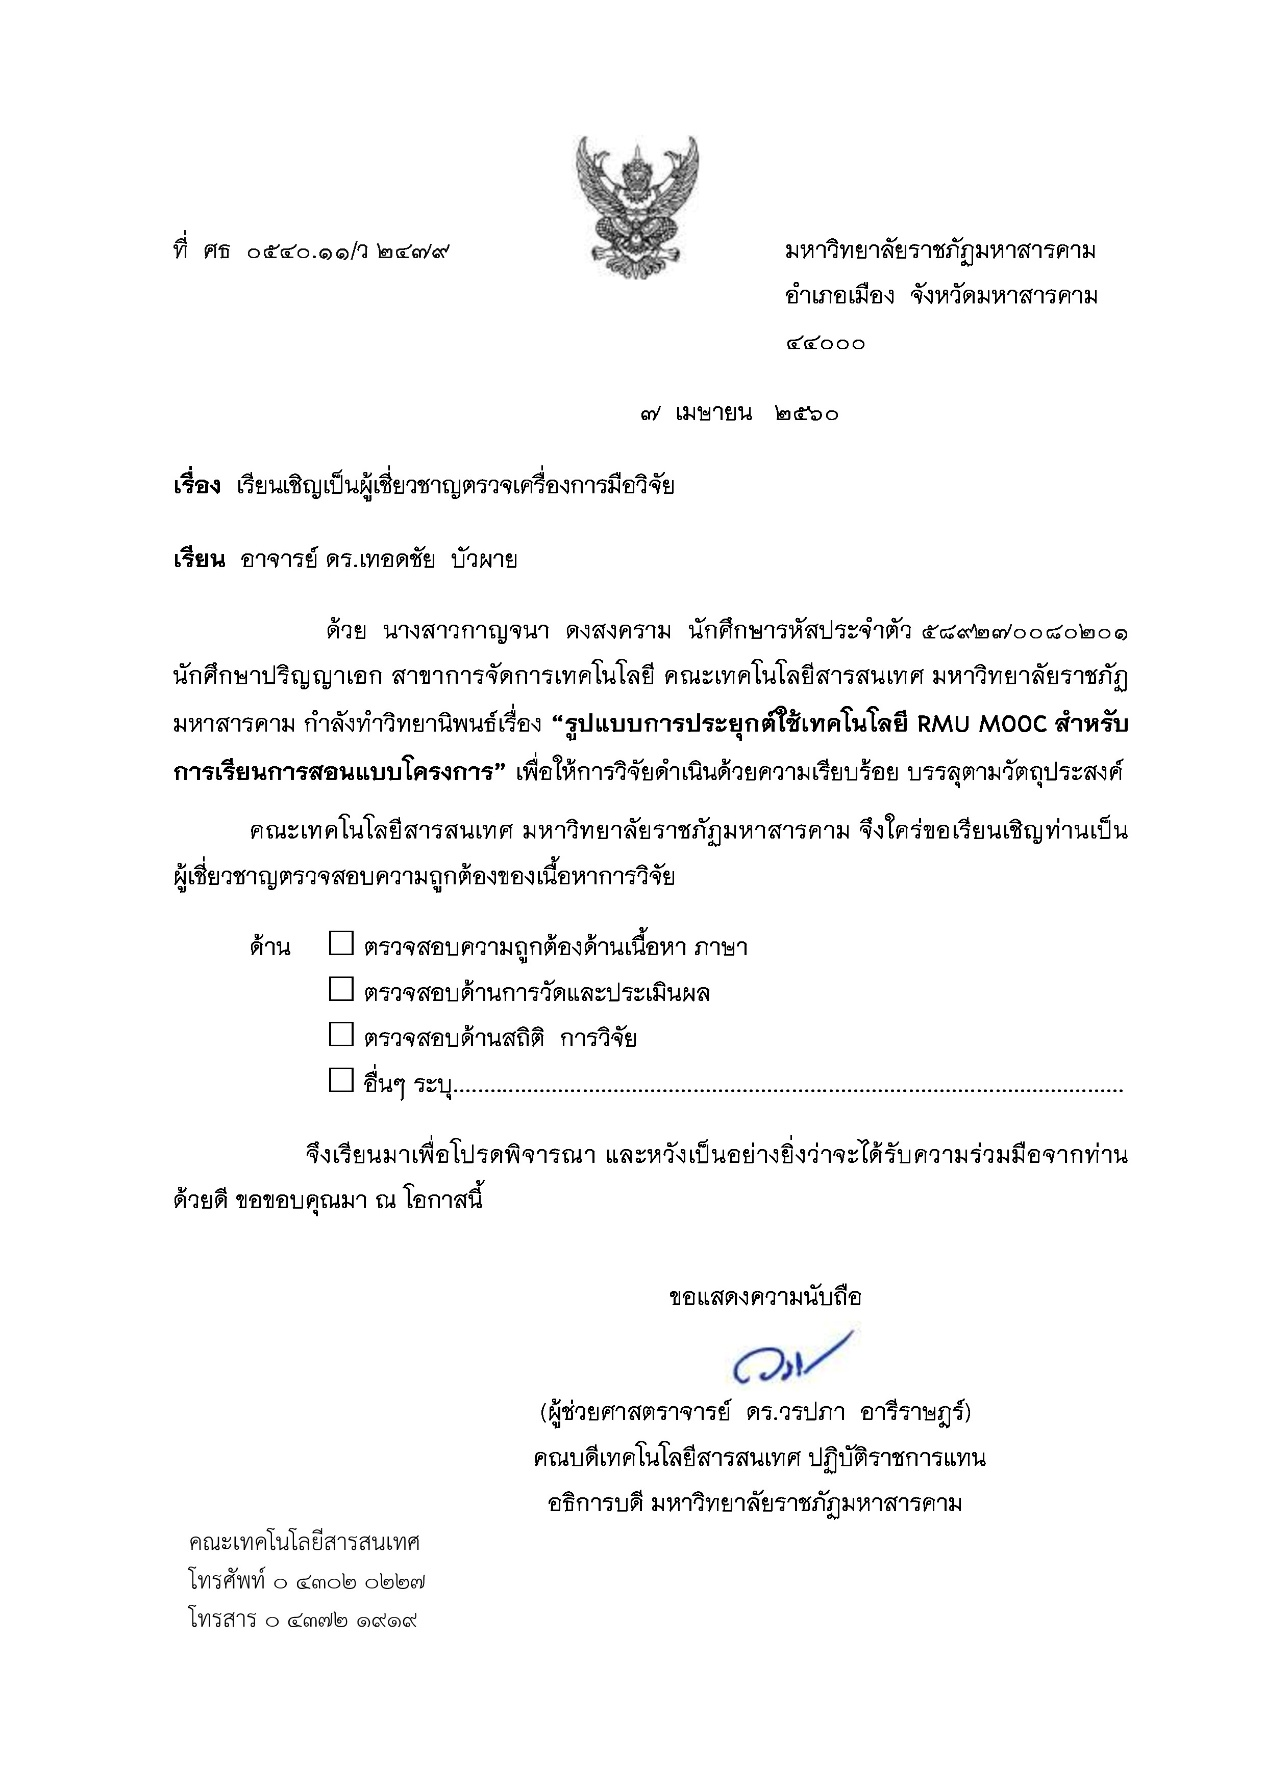 ที่ ศธ ๐๕๔๐.๑๑/ว ๒๔๗๙
มหาวิทยาลัยราชภัฏมหาสารคาม
อำเภอเมือง จังหวัดมหาสารคาม
๔๔๐๐๐
๗ เมษายน ๒๕๖๐
เรื่อง เรียนเชิญเป็นผู้เชี่ยวชาญตรวจเครื่องการมือวิจัย
เรียน อาจารย์ ดร.เทอดชัย บัวผาย
ด้วย นางสาวกาญจนา ดงสงคราม นักศึกษารหัสประจำตัว ๕๘๙๒๗๐๐๘๐๒๐๑
นักศึกษาปริญญาเอก สาขาการจัดการเทคโนโลยี คณะเทคโนโลยีสารสนเทศ มหาวิทยาลัยราชภัฏ
มหาสารคาม กำลังทำวิทยานิพนธ์เรื่อง “รูปแบบการประยุกต์ใช้เทคโนโลยี RMU M00C สำหรับ
การเรียนการสอนแบบโครงการ” เพื่อให้การวิจัยดำเนินด้วยความเรียบร้อย บรรลุตามวัตถุประสงค์
คณะเทคโนโลยีสารสนเทศ มหาวิทยาลัยราชภัฏมหาสารคาม จึงใคร่ขอเรียนเชิญท่านเป็น
ผู้เชี่ยวชาญตรวจสอบความถูกต้องของเนื้อหาการวิจัย
ด้าน ☐ ตรวจสอบความถูกต้องด้านเนื้อหา ภาษา
☐ ตรวจสอบด้านการวัดและประเมินผล
☐ ตรวจสอบด้านสถิติ การวิจัย
☐ อื่นๆ ระบุ..............................................................................................................
จึงเรียนมาเพื่อโปรดพิจารณา และหวังเป็นอย่างยิ่งว่าจะได้รับความร่วมมือจากท่าน
ด้วยดี ขอขอบคุณมา ณ โอกาสนี้
ขอแสดงความนับถือ
(ผู้ช่วยศาสตราจารย์ ดร.วรปภา อารีราษฎร์)
คณบดีเทคโนโลยีสารสนเทศ ปฏิบัติราชการแทน
อธิการบดี มหาวิทยาลัยราชภัฏมหาสารคาม
คณะเทคโนโลยีสารสนเทศ
โทรศัพท์ ๐ ๔๓๐๒ ๐๒๒๗
โทรสาร ๐ ๔๓๗๒ ๑๙๑๙